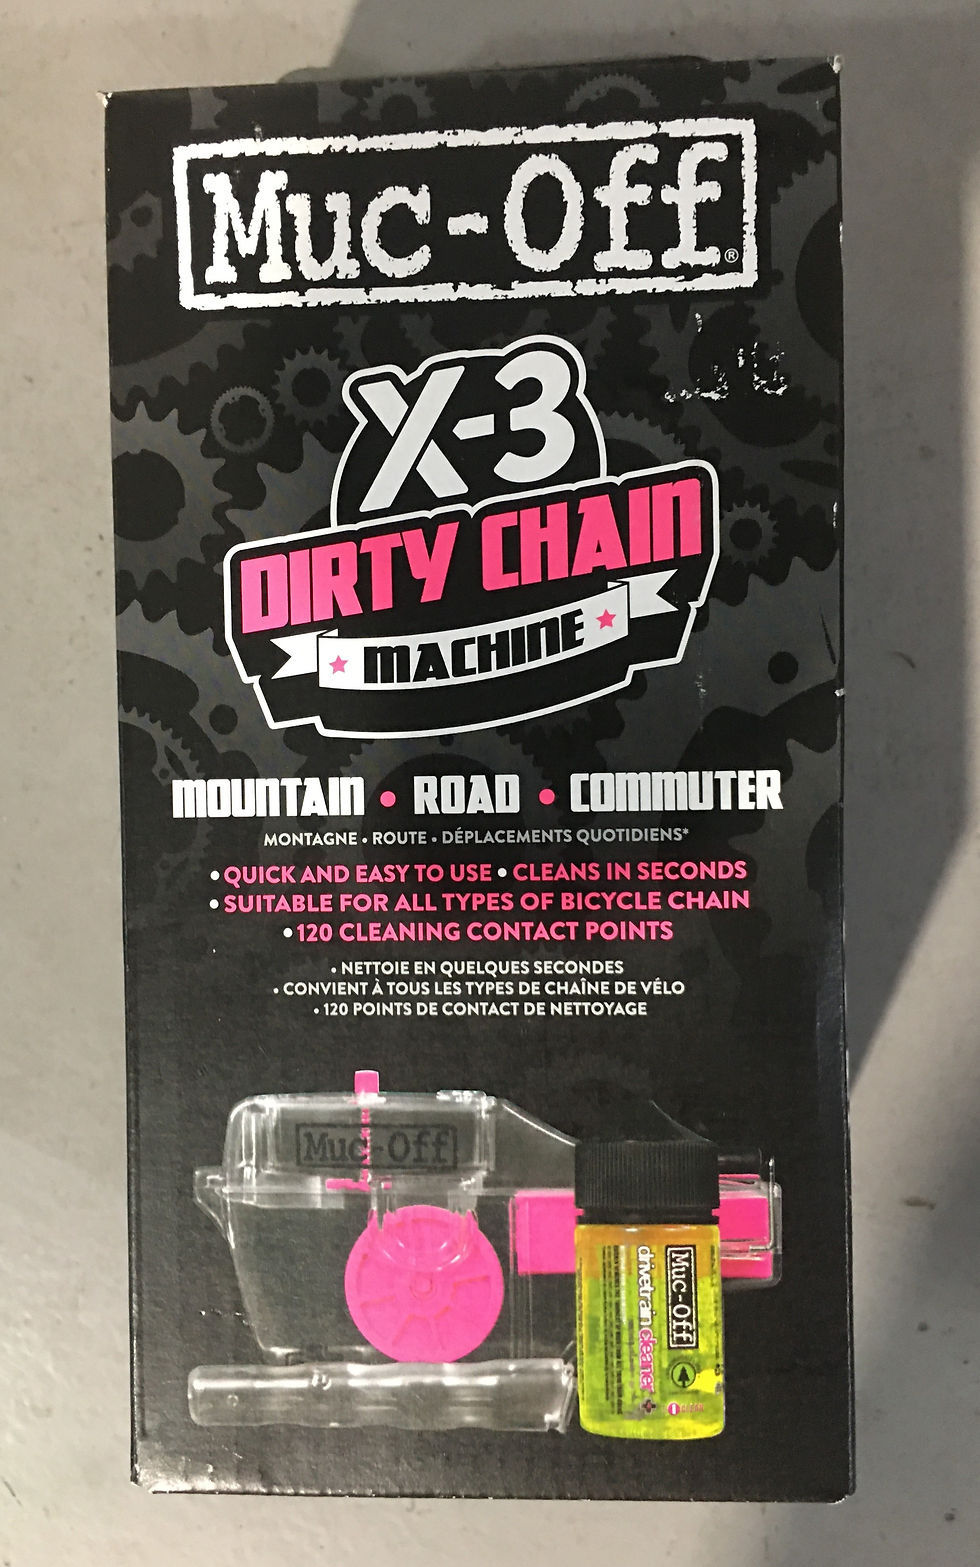 Muc-Off®
X-3
DIRTY CHAIN
MACHINE
MOUNTAIN • ROAD • COMMUTER
MONTAGNE • ROUTE • DÉPLACEMENTS QUOTIDIENS*
• QUICK AND EASY TO USE • CLEANS IN SECONDS
• SUITABLE FOR ALL TYPES OF BICYCLE CHAIN
• 120 CLEANING CONTACT POINTS
• NETTOIE EN QUELQUES SECONDES
• CONVIENT À TOUS LES TYPES DE CHAÎNE DE VÉLO
• 120 POINTS DE CONTACT DE NETTOYAGE
Muc-Off
Muc-Off
drivetrain cleaner